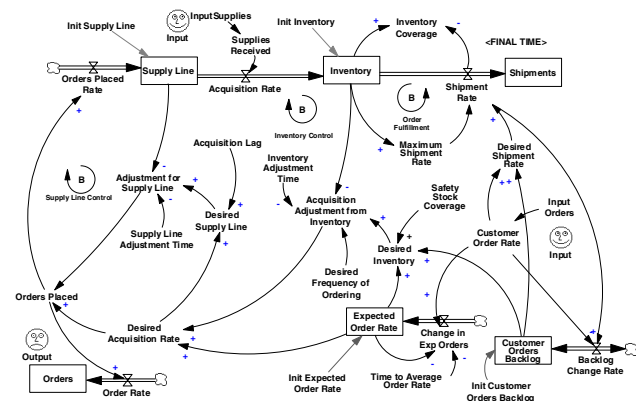 Init Supply Line
Input
Input Supplies
Supplies
Received
Init Inventory
Inventory
Coverage
<FINAL TIME>
+
-
Orders Placed
Rate
Supply Line
Acquisition Rate
Inventory
Shipment
Rate
Shipments
+
B
Inventory Control
B
Order
Fulfillment
+
+
Maximum
Shipment
Rate
+
Desired
Shipment
Rate
+
+
B
Supply Line Control
Acquisition Lag
Inventory
Adjustment
Time
-
Adjustment for
Supply Line
+
-
Supply Line
Adjustment Time
+
Desired
Supply Line
+
-
-
Acquisition
Adjustment from
Inventory
+
+
Desired
Frequency of
Ordering
Safety
Stock
Coverage
+
Desired
Inventory
+
+
Customer
Order Rate
Input
Orders
Input
Orders Placed
+
+
Desired
Acquisition Rate
+
+
Expected
Order Rate
+
+
Change in
Exp Orders
-
-
Customer
Orders
Backlog
+
Backlog
Change Rate
Output
Orders
+
Order Rate
Init Expected
Order Rate
Time to Average
Order Rate
Init Customer
Orders Backlog